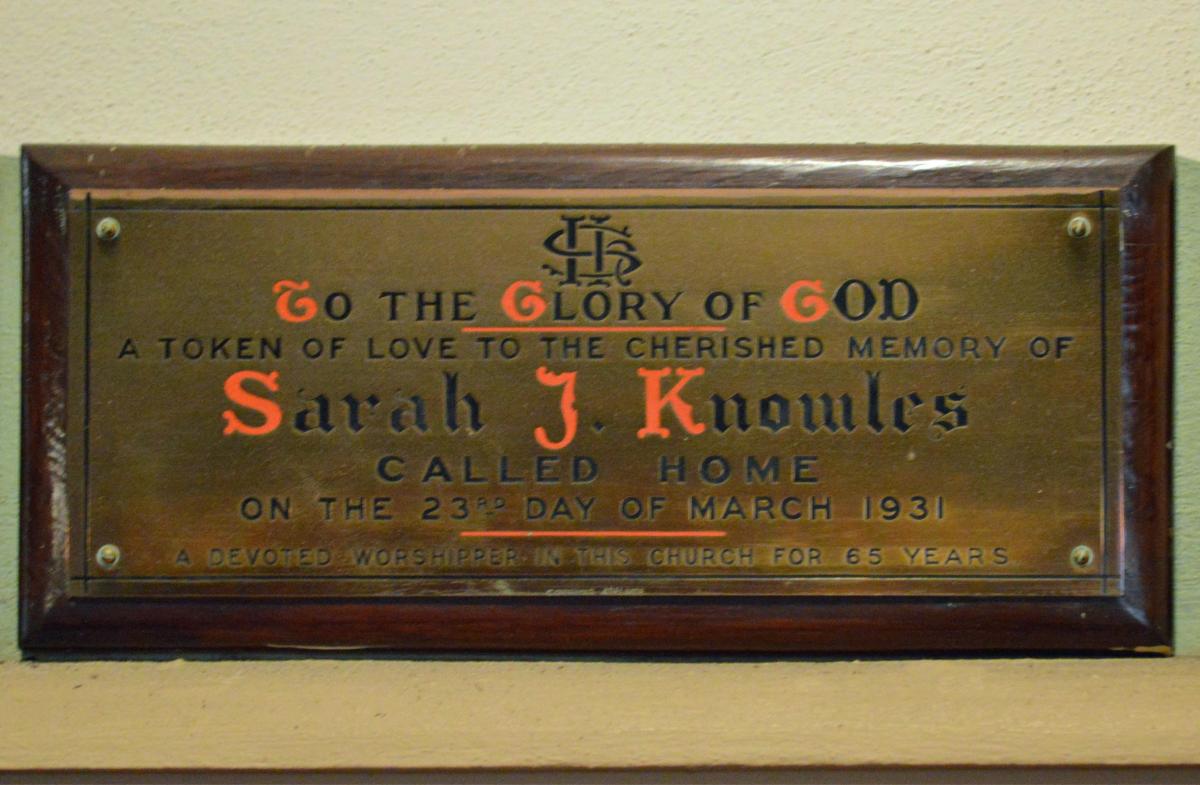 IHS
TO THE GLORY OF GOD
A TOKEN OF LOVE TO THE CHERISHED MEMORY OF
Sarah J. Knowles
CALLED HOME
ON THE 23RD DAY OF MARCH 1931
A DEVOTED WORSHIPPER IN THIS CHURCH FOR 65 YEARS